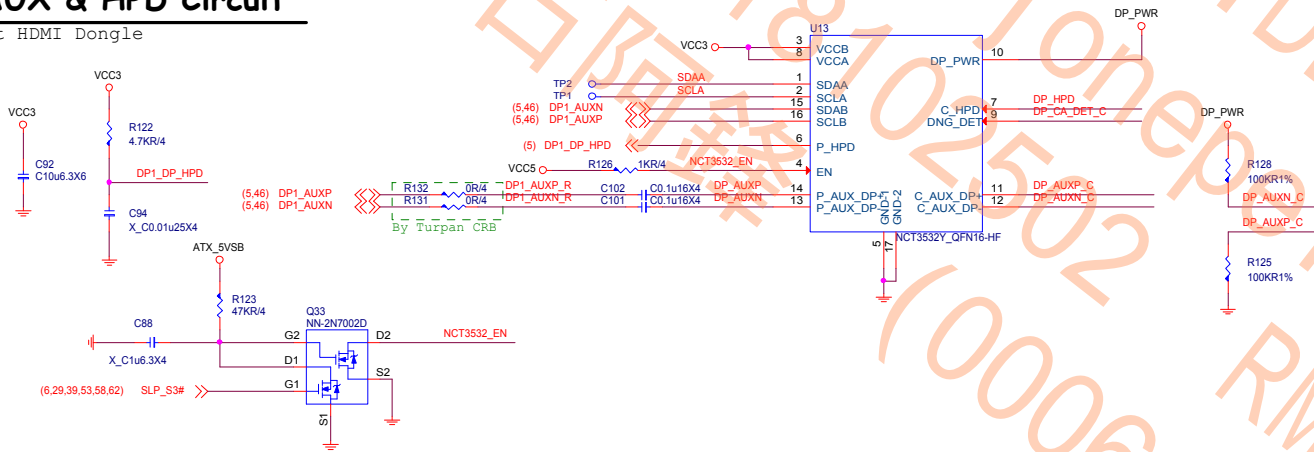 AUX & HPD Circuit
t HDMI Dongle
VCC3
VCC3
R122
4.7KR/4
C92
C10u6.3X6
DP1_DP_HPD
C94
X_C0.01u25X4
ATX_5VSB
R123
47KR/4
C88
X_C1u6.3X4
Q33
NN-2N7002D
G2
D2
NCT3532_EN
D1
S2
G1
S1
(6,29,39,53,58,62) SLP_S3#
U13
VCC3
3
8
VCCB
VCCA
DP_PWR
10
DP_PWR
TP2
SDAA
1
SDAA
TP1
SCLA
2
SCLA
(5,46) DP1_AUXN
15
SDAB
(5,46) DP1_AUXP
16
SCLB
C_HPD
7
DP_HPD
DNG_DET
9
DP_CA_DET_C
(5) DP1_DP_HPD
6
P_HPD
VCC5
R126
1KR/4
NCT3532_EN
4
EN
(5,46) DP1_AUXP
R132
0R/4
DP1_AUXP_R
C102
C0.1u16X4
DP_AUXP
14
P_AUX_DP+
C_AUX_DP+
11
DP_AUXP_C
(5,46) DP1_AUXN
R131
0R/4
DP1_AUXN_R
C101
C0.1u16X4
DP_AUXN
13
P_AUX_DP-
C_AUX_DP-
12
DP_AUXN_C
By Turpan CRB
GND-1
GND-2
5
17
NCT3532Y_QFN16-HF
DP_PWR
R128
100KR1%
DP_AUXN_C
DP_AUXP_C
R125
100KR1%
阿鋒
81025502
jonepe
(0006
RM